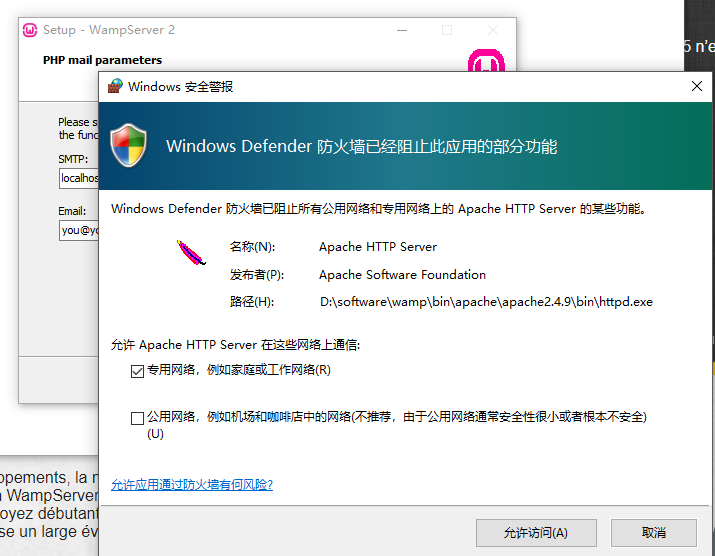 Setup - WampServer 2
PHP mail parameters
5 n'e
Please s
the func
SMTP:
localhos
Email:
you@yo
Windows 安全警报
Windows Defender 防火墙已经阻止此应用的部分功能
Windows Defender 防火墙已阻止所有公用网络和专用网络上的 Apache HTTP Server 的某些功能。
名称(N): Apache HTTP Server
发布者(P): Apache Software Foundation
路径(H): D:\software\wamp\bin\apache\apache2.4.9\bin\httpd.exe
允许 Apache HTTP Server 在这些网络上通信:
专用网络，例如家庭或工作网络(R)
公用网络，例如机场和咖啡店中的网络(不推荐，由于公用网络通常安全性很小或者根本不安全)
(U)
允许应用通过防火墙有何风险?
允许访问(A) 取消
ppements, la n
WampServer
oyez débutant
se un large év